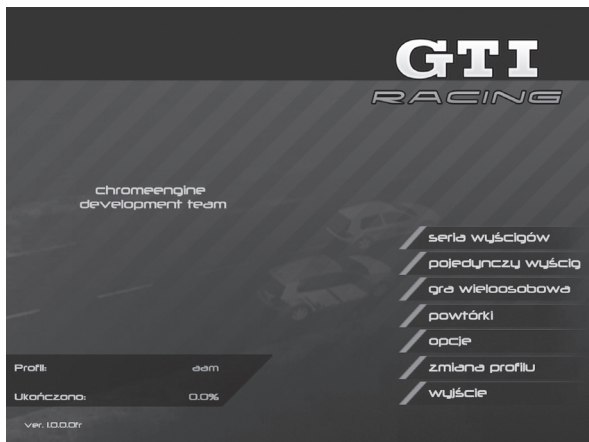 GTI
RACING
chromeengine
development team
seria wyścigów
pojedynczy wyścig
gra wieloosobowa
powtórki
opcje
zmiana profilu
wyjście
Profil: aam
Ukończono: 0.0%
ver. 1.0.0.0fr